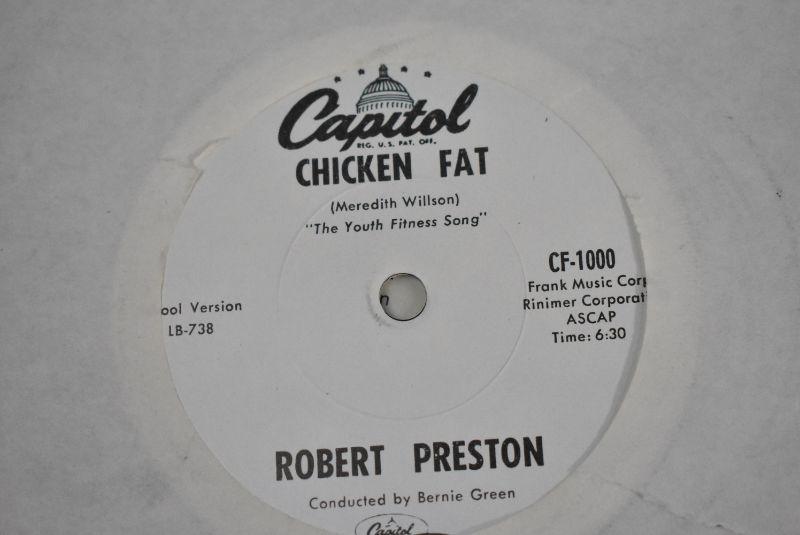 Capitol
REG. U.S. PAT. OFF.
CHICKEN FAT
(Meredith Willson)
"The Youth Fitness Song"
CF-1000
Frank Music Corp
Rinimer Corporati
ASCAP
Time: 6:30
ool Version
LB-738
n
ROBERT PRESTON
Conducted by Bernie Green
Capitol